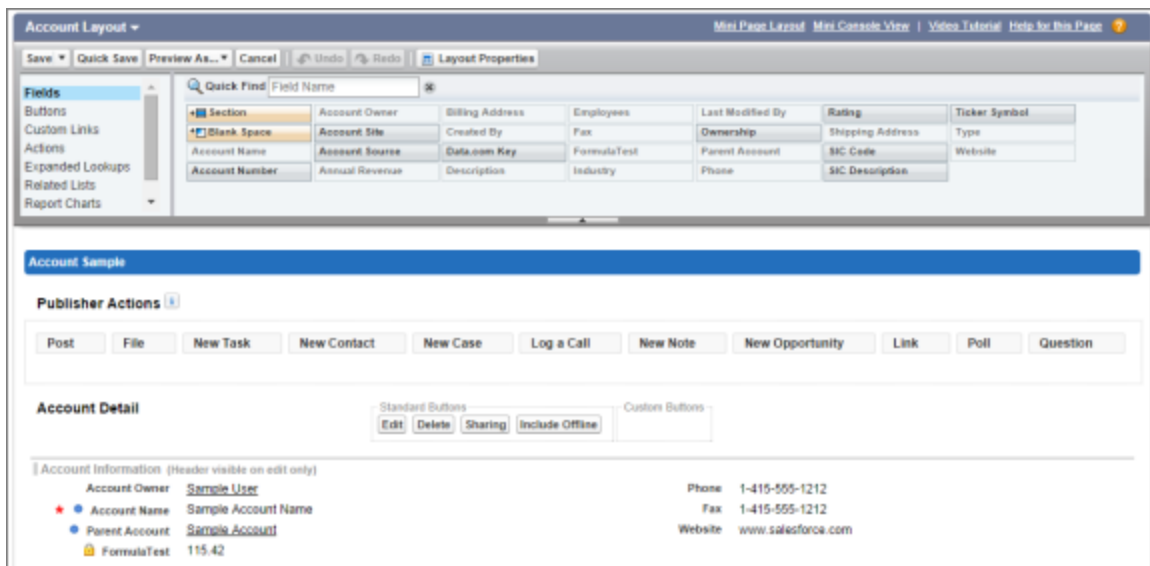 Account Layout
Mini Page Layout Mini Console View | Video Tutorial Help for this Page ?
Save Quick Save Preview As... Cancel Undo Redo Layout Properties
Fields
Buttons
Custom Links
Actions
Expanded Lookups
Related Lists
Report Charts
Quick Find Field Name
Section Account Owner Billing Address Employees Last Modified By Rating Ticker Symbol
Blank Space Account Site Created By Fax Ownership Shipping Address Type
Account Name Account Source Data.com Key FormulaTest Parent Account SIC Code Website
Account Number Annual Revenue Description Industry Phone SIC Description
Account Sample
Publisher Actions i
Post File New Task New Contact New Case Log a Call New Note New Opportunity Link Poll Question
Account Detail
Standard Buttons
Edit Delete Sharing Include Offline
Custom Buttons
Account Information (Header visible on edit only)
Account Owner Sample User
Account Name Sample Account Name
Parent Account Sample Account
FormulaTest 115.42
Phone 1-415-555-1212
Fax 1-415-555-1212
Website www.salesforce.com